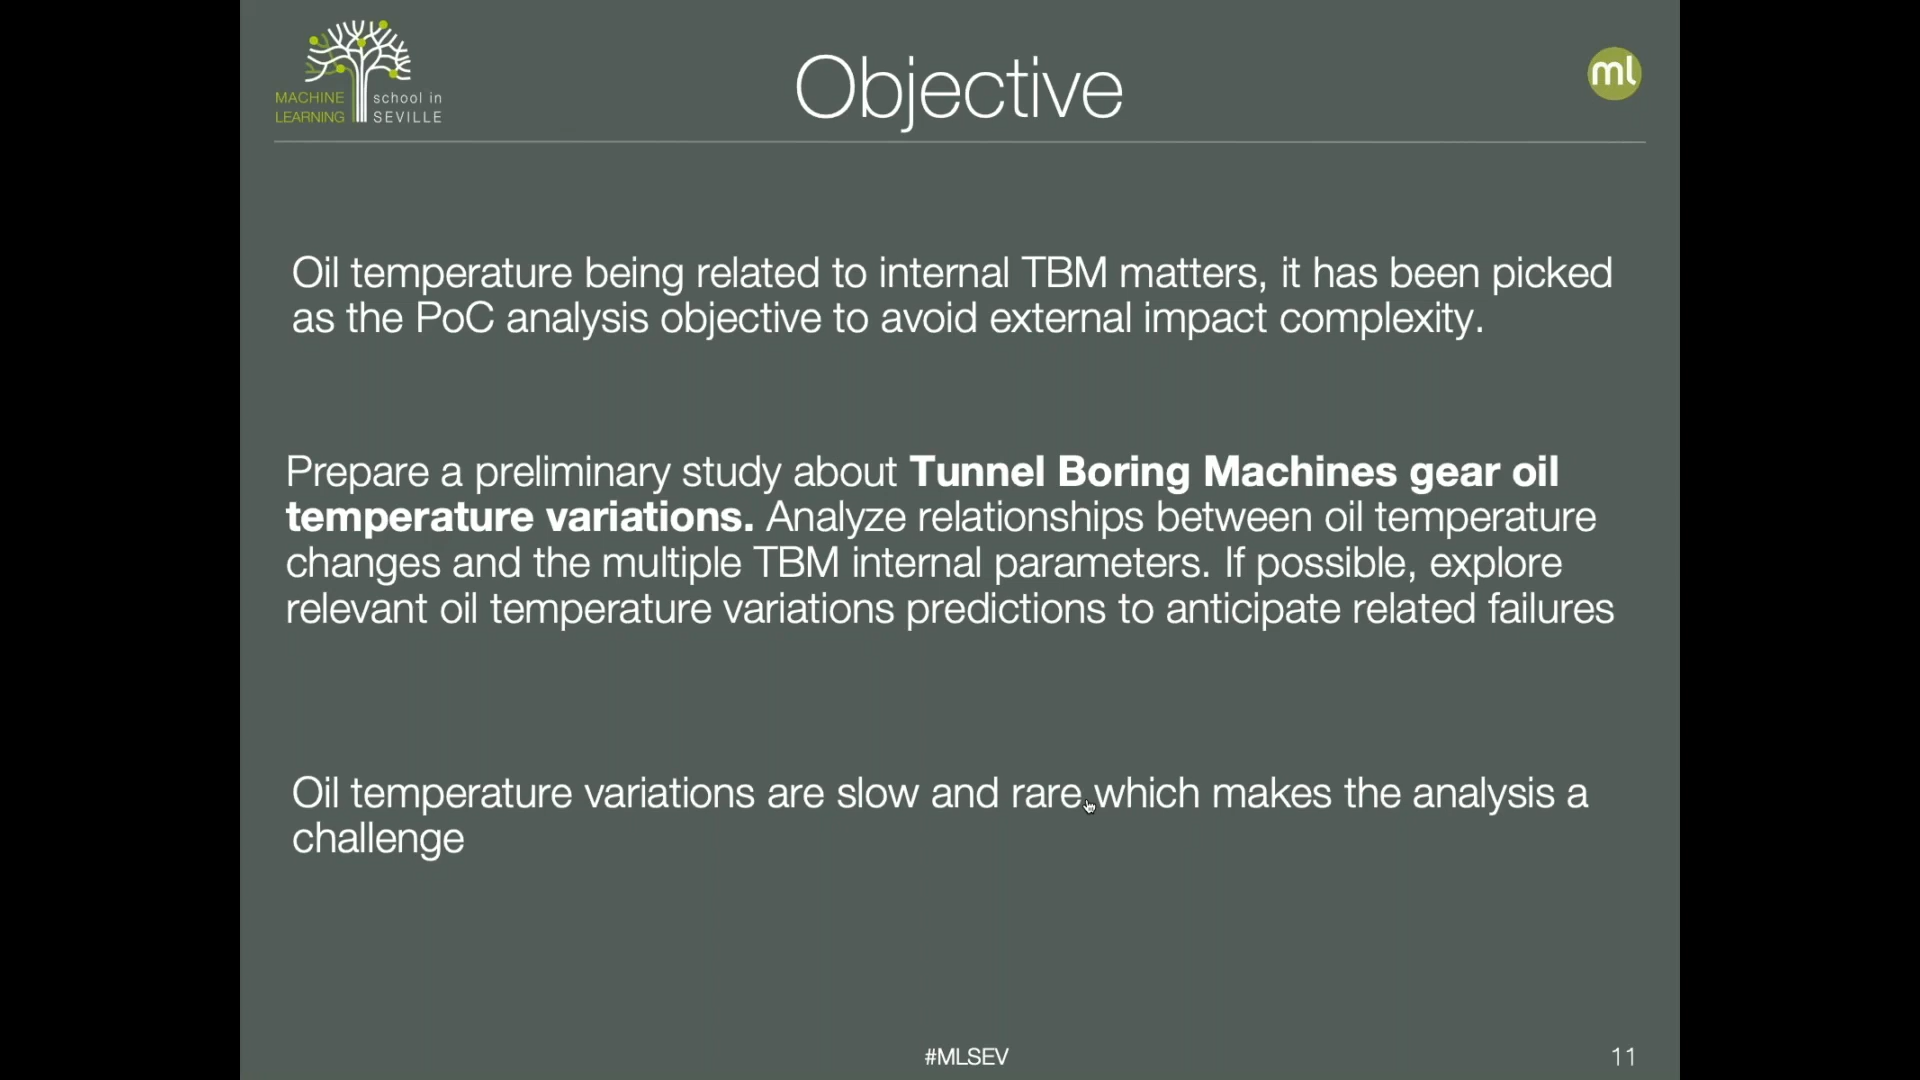 MACHINE school in
LEARNING SEVILLE
Objective
ml
Oil temperature being related to internal TBM matters, it has been picked
as the PoC analysis objective to avoid external impact complexity.
Prepare a preliminary study about Tunnel Boring Machines gear oil
temperature variations. Analyze relationships between oil temperature
changes and the multiple TBM internal parameters. If possible, explore
relevant oil temperature variations predictions to anticipate related failures
Oil temperature variations are slow and rare which makes the analysis a
challenge
#MLSEV
11